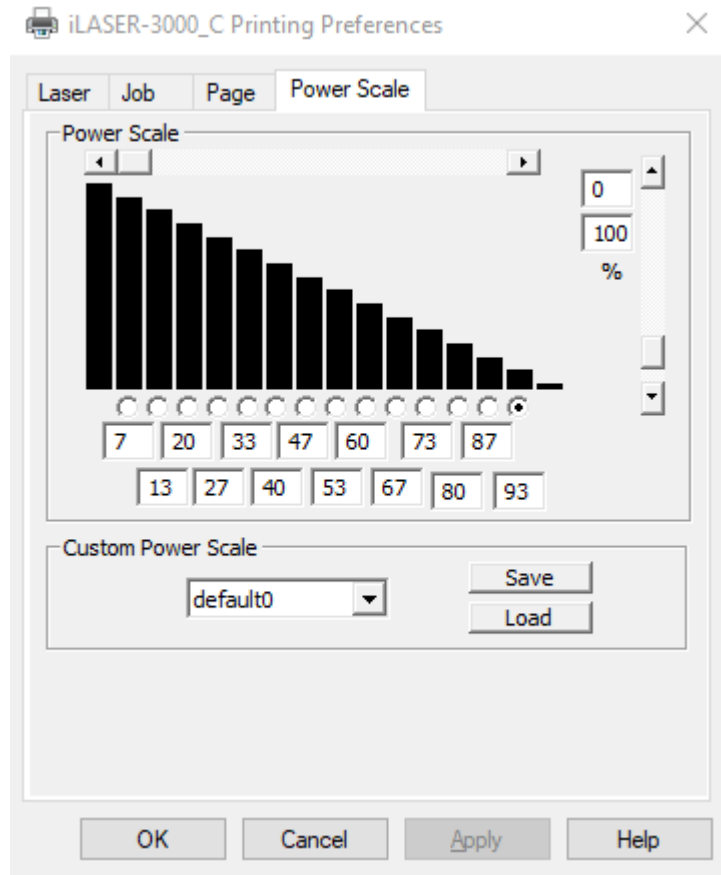 iLASER-3000_C Printing Preferences
Laser Job Page Power Scale
Power Scale
0
100
%
7 20 33 47 60 73 87
13 27 40 53 67 80 93
Custom Power Scale
default0
Save
Load
OK Cancel Apply Help